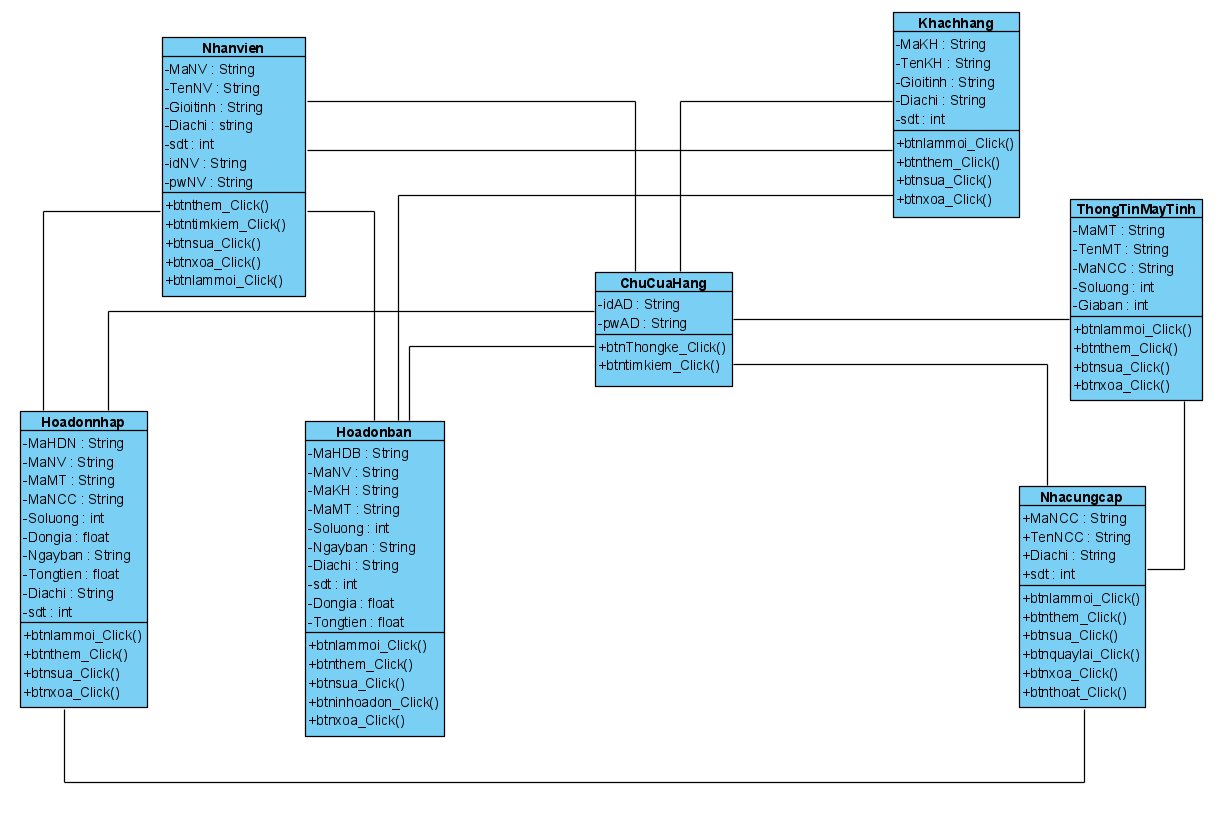 Nhanvien
-MaNV : String
-TenNV : String
-Gioitinh : String
-Diachi : string
-sdt : int
-idNV : String
-pwNV : String
+btnthem_Click()
+btntimkiem_Click()
+btnsua_Click()
+btnxoa_Click()
+btnlammoi_Click()
Khachhang
-MaKH : String
-TenKH : String
-Gioitinh : String
-Diachi : String
-sdt : int
+btnlammoi_Click()
+btnthem_Click()
+btnsua_Click()
+btnxoa_Click()
ThongTinMayTinh
-MaMT : String
-TenMT : String
-MaNCC : String
-Soluong : int
-Giaban : int
+btnlammoi_Click()
+btnthem_Click()
+btnsua_Click()
+btnxoa_Click()
ChuCuaHang
-idAD : String
-pwAD : String
+btnThongke_Click()
+btntimkiem_Click()
Hoadonnhap
-MaHDN : String
-MaNV : String
-MaMT : String
-MaNCC : String
-Soluong : int
-Dongia : float
-Ngayban : String
-Tongtien : float
-Diachi : String
-sdt : int
+btnlammoi_Click()
+btnthem_Click()
+btnsua_Click()
+btnxoa_Click()
Hoadonban
-MaHDB : String
-MaNV : String
-MaKH : String
-MaMT : String
-Soluong : int
-Ngayban : String
-Diachi : String
-sdt : int
-Dongia : float
-Tongtien : float
+btnlammoi_Click()
+btnthem_Click()
+btnsua_Click()
+btninhoadon_Click()
+btnxoa_Click()
Nhacungcap
+MaNCC : String
+TenNCC : String
+Diachi : String
+sdt : int
+btnlammoi_Click()
+btnthem_Click()
+btnsua_Click()
+btnquaylai_Click()
+btnxoa_Click()
+btnthoat_Click()